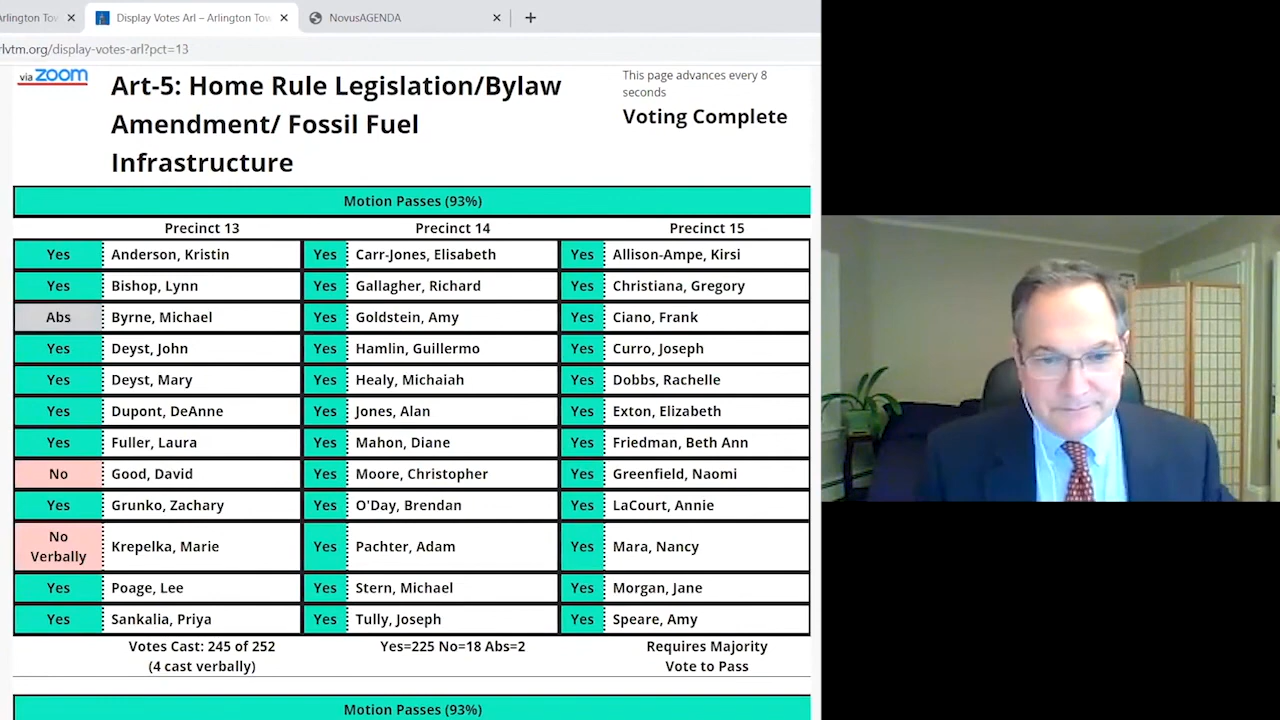 rlington Tov
Display Votes Arl – Arlington Tow
NovusAGENDA
rlvtm.org/display-votes-arl?pct=13
via zoom
Art-5: Home Rule Legislation/Bylaw
Amendment/ Fossil Fuel
Infrastructure
This page advances every 8
seconds
Voting Complete
Motion Passes (93%)
Precinct 13 Precinct 14 Precinct 15
Yes Anderson, Kristin Yes Carr-Jones, Elisabeth Yes Allison-Ampe, Kirsi
Yes Bishop, Lynn Yes Gallagher, Richard Yes Christiana, Gregory
Abs Byrne, Michael Yes Goldstein, Amy Yes Ciano, Frank
Yes Deyst, John Yes Hamlin, Guillermo Yes Curro, Joseph
Yes Deyst, Mary Yes Healy, Michaiah Yes Dobbs, Rachelle
Yes Dupont, DeAnne Yes Jones, Alan Yes Exton, Elizabeth
Yes Fuller, Laura Yes Mahon, Diane Yes Friedman, Beth Ann
No Good, David Yes Moore, Christopher Yes Greenfield, Naomi
Yes Grunko, Zachary Yes O'Day, Brendan Yes LaCourt, Annie
No
Verbally Krepelka, Marie Yes Pachter, Adam Yes Mara, Nancy
Yes Poage, Lee Yes Stern, Michael Yes Morgan, Jane
Yes Sankalia, Priya Yes Tully, Joseph Yes Speare, Amy
Votes Cast: 245 of 252 Yes=225 No=18 Abs=2 Requires Majority
(4 cast verbally) Vote to Pass
Motion Passes (93%)